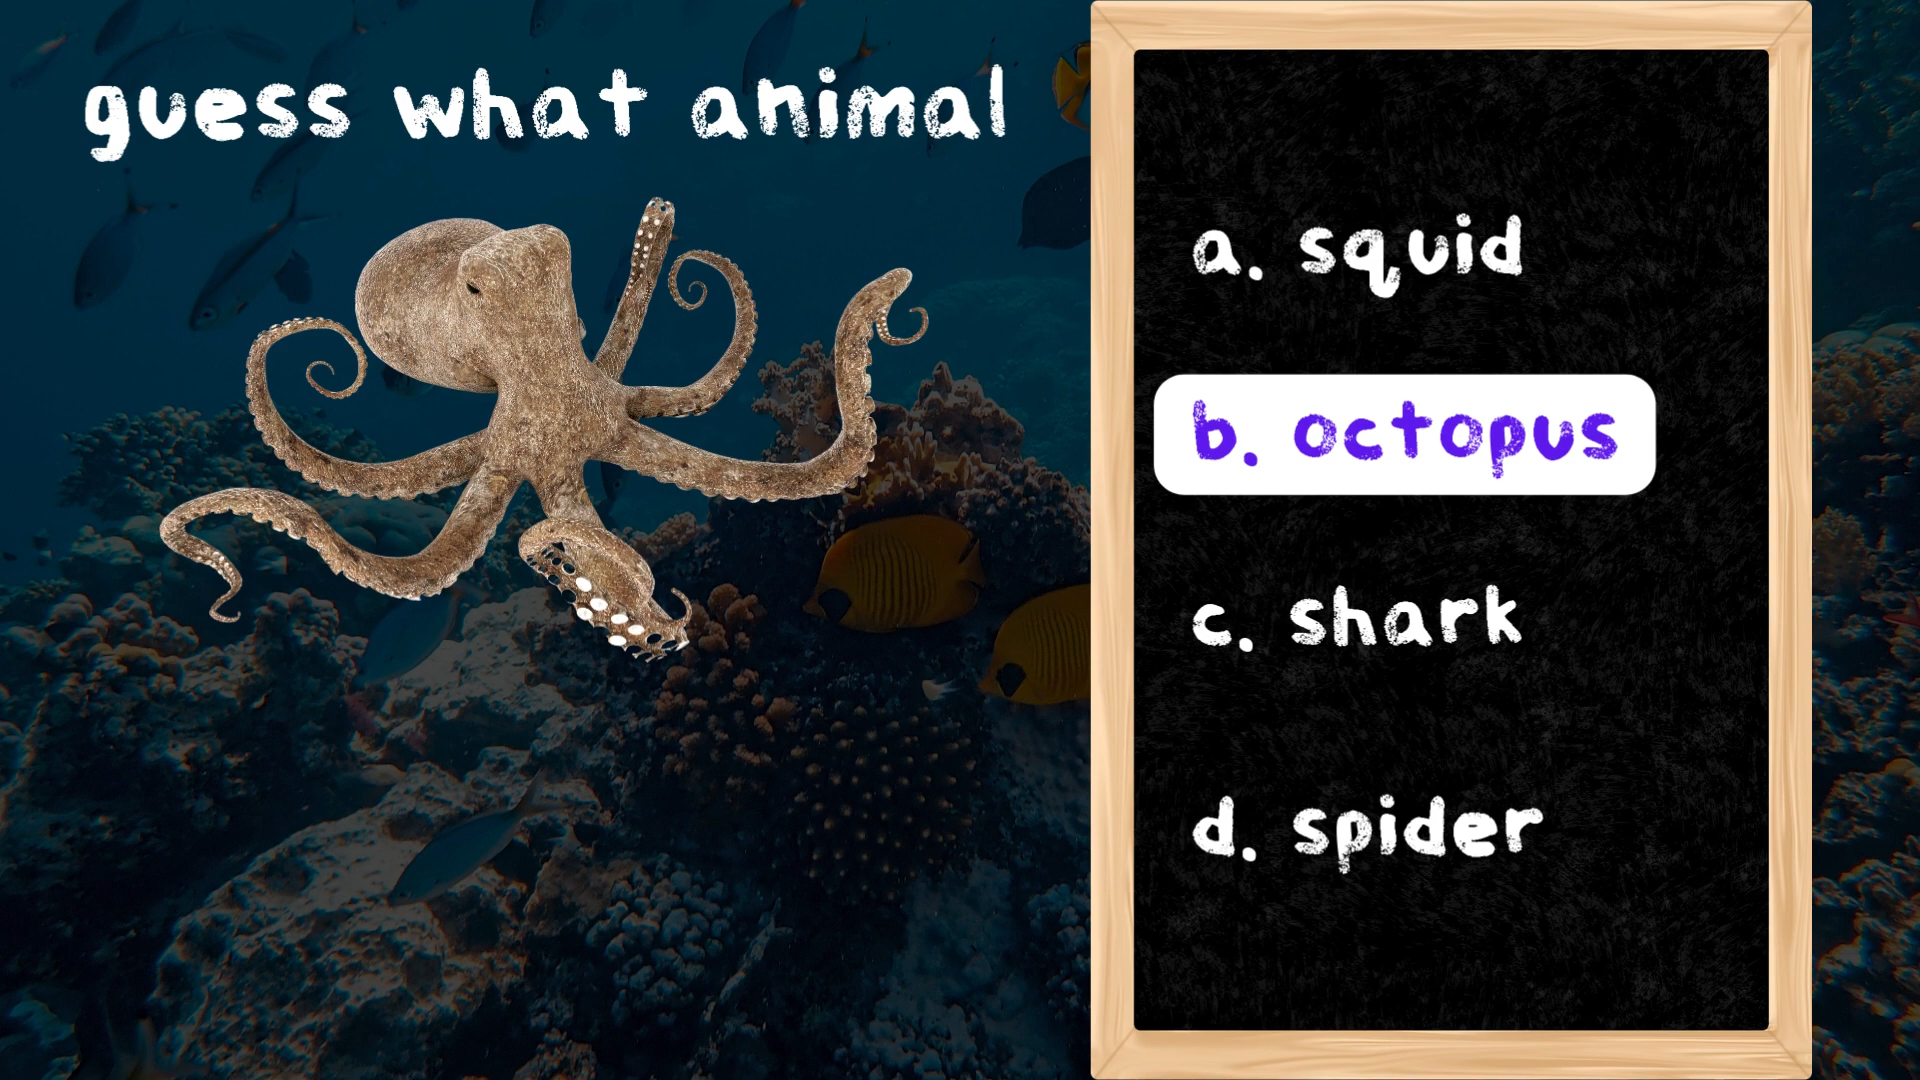 guess what animal
a. squid
b. octopus
c. shark
d. spider